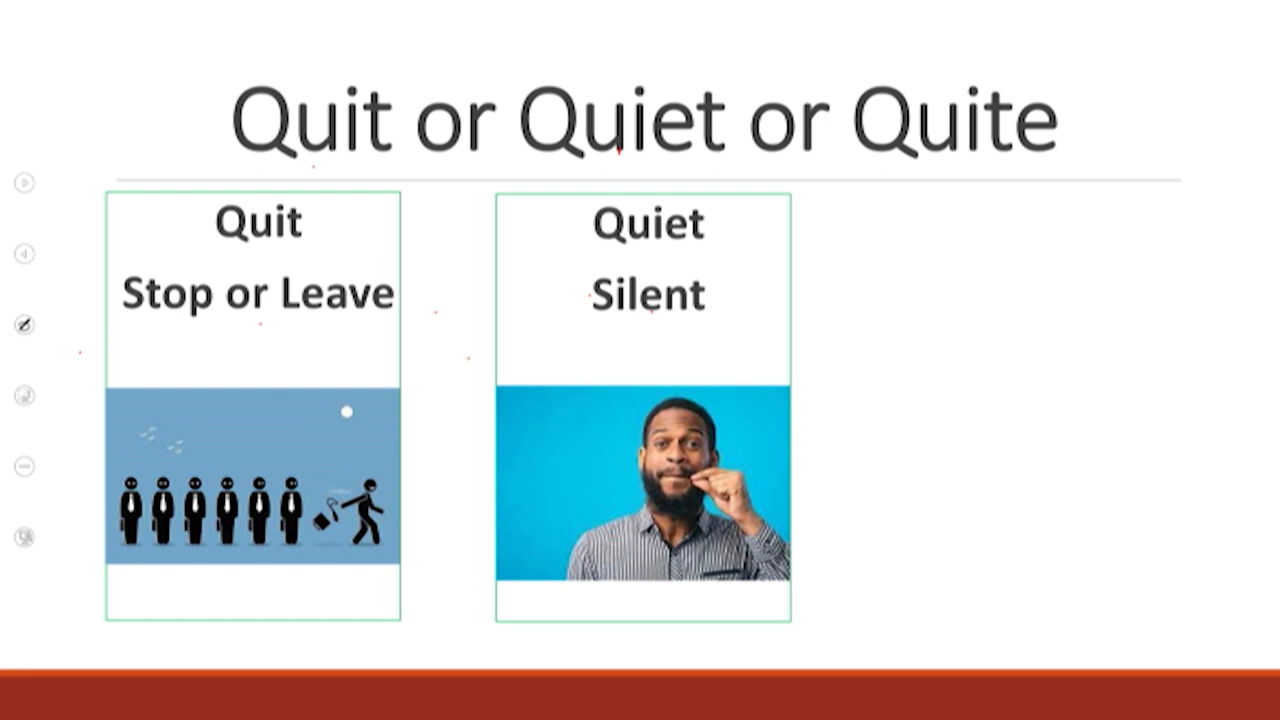 Quit or Quiet or Quite
Quit
Stop or Leave
Quiet
Silent